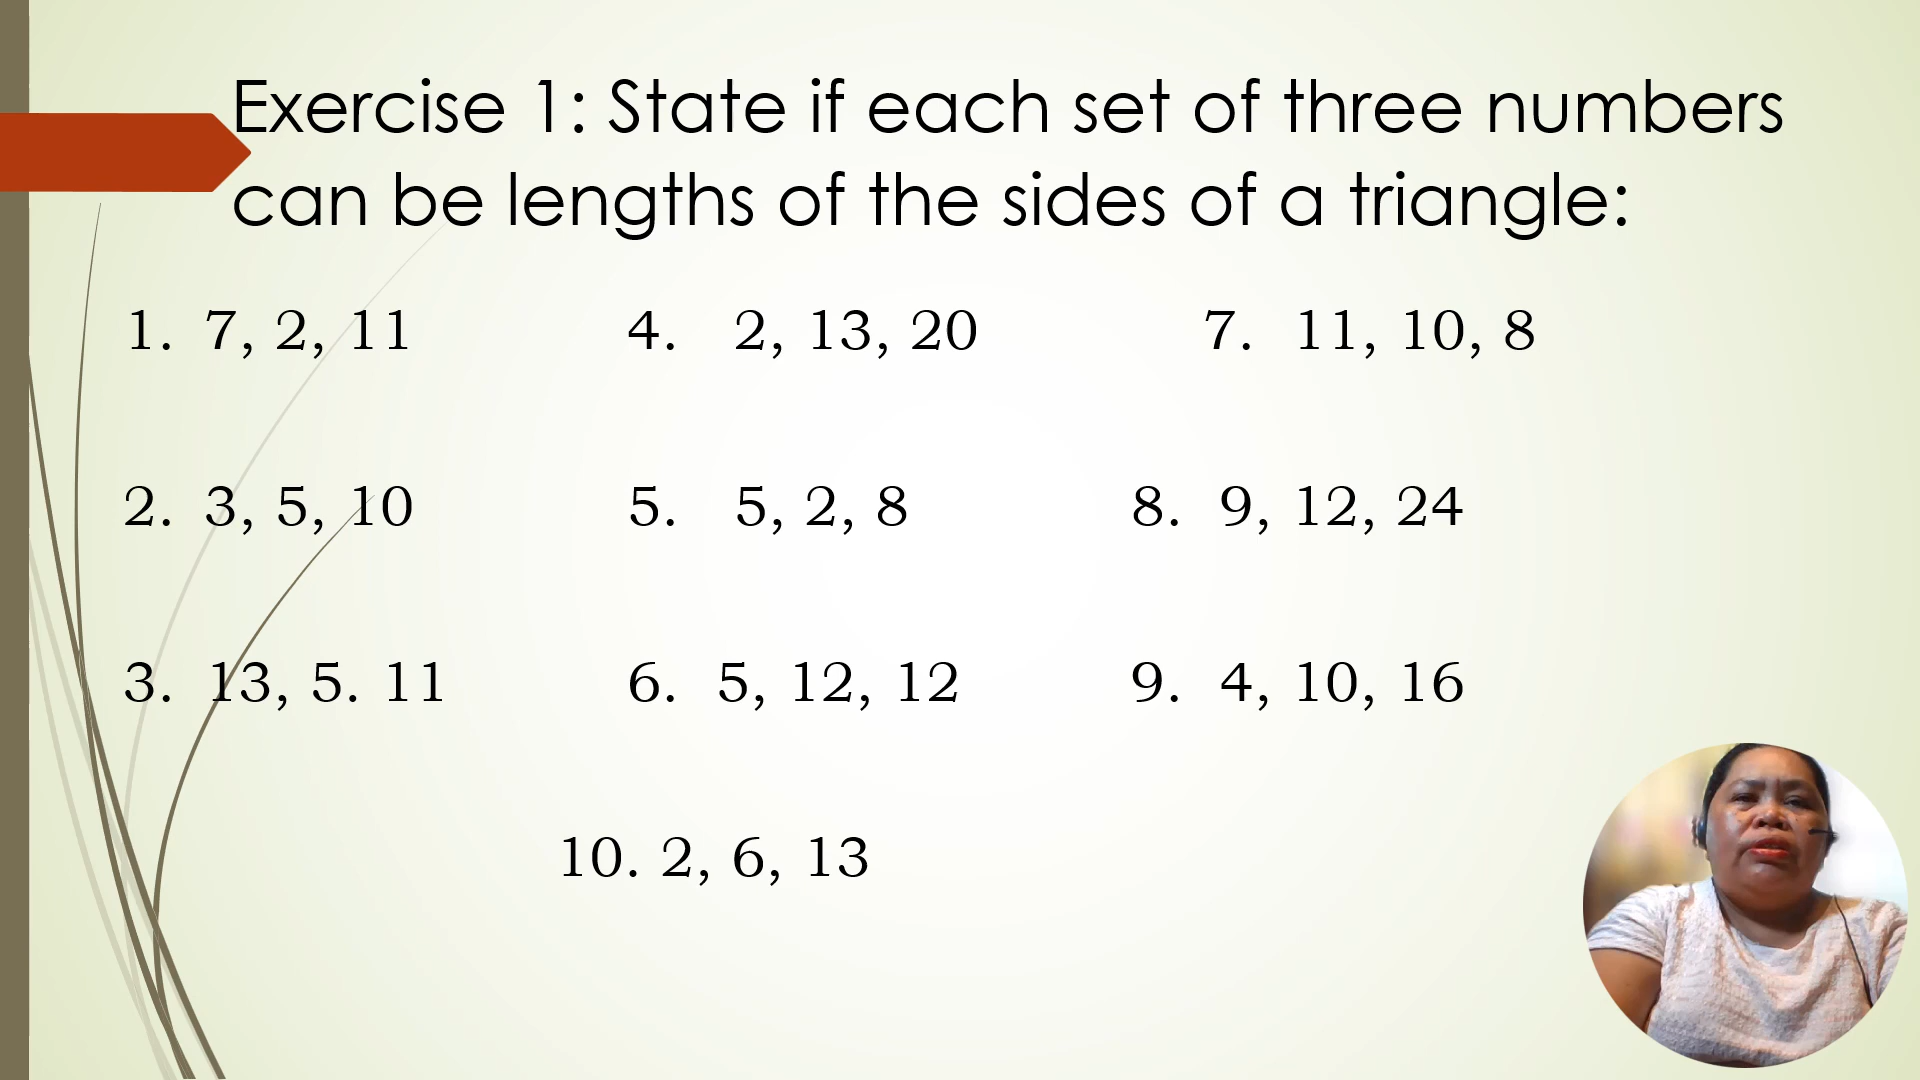 Exercise 1: State if each set of three numbers
can be lengths of the sides of a triangle:
1. 7, 2, 11 4. 2, 13, 20 7. 11, 10, 8
2. 3, 5, 10 5. 5, 2, 8 8. 9, 12, 24
3. 13, 5. 11 6. 5, 12, 12 9. 4, 10, 16
10. 2, 6, 13